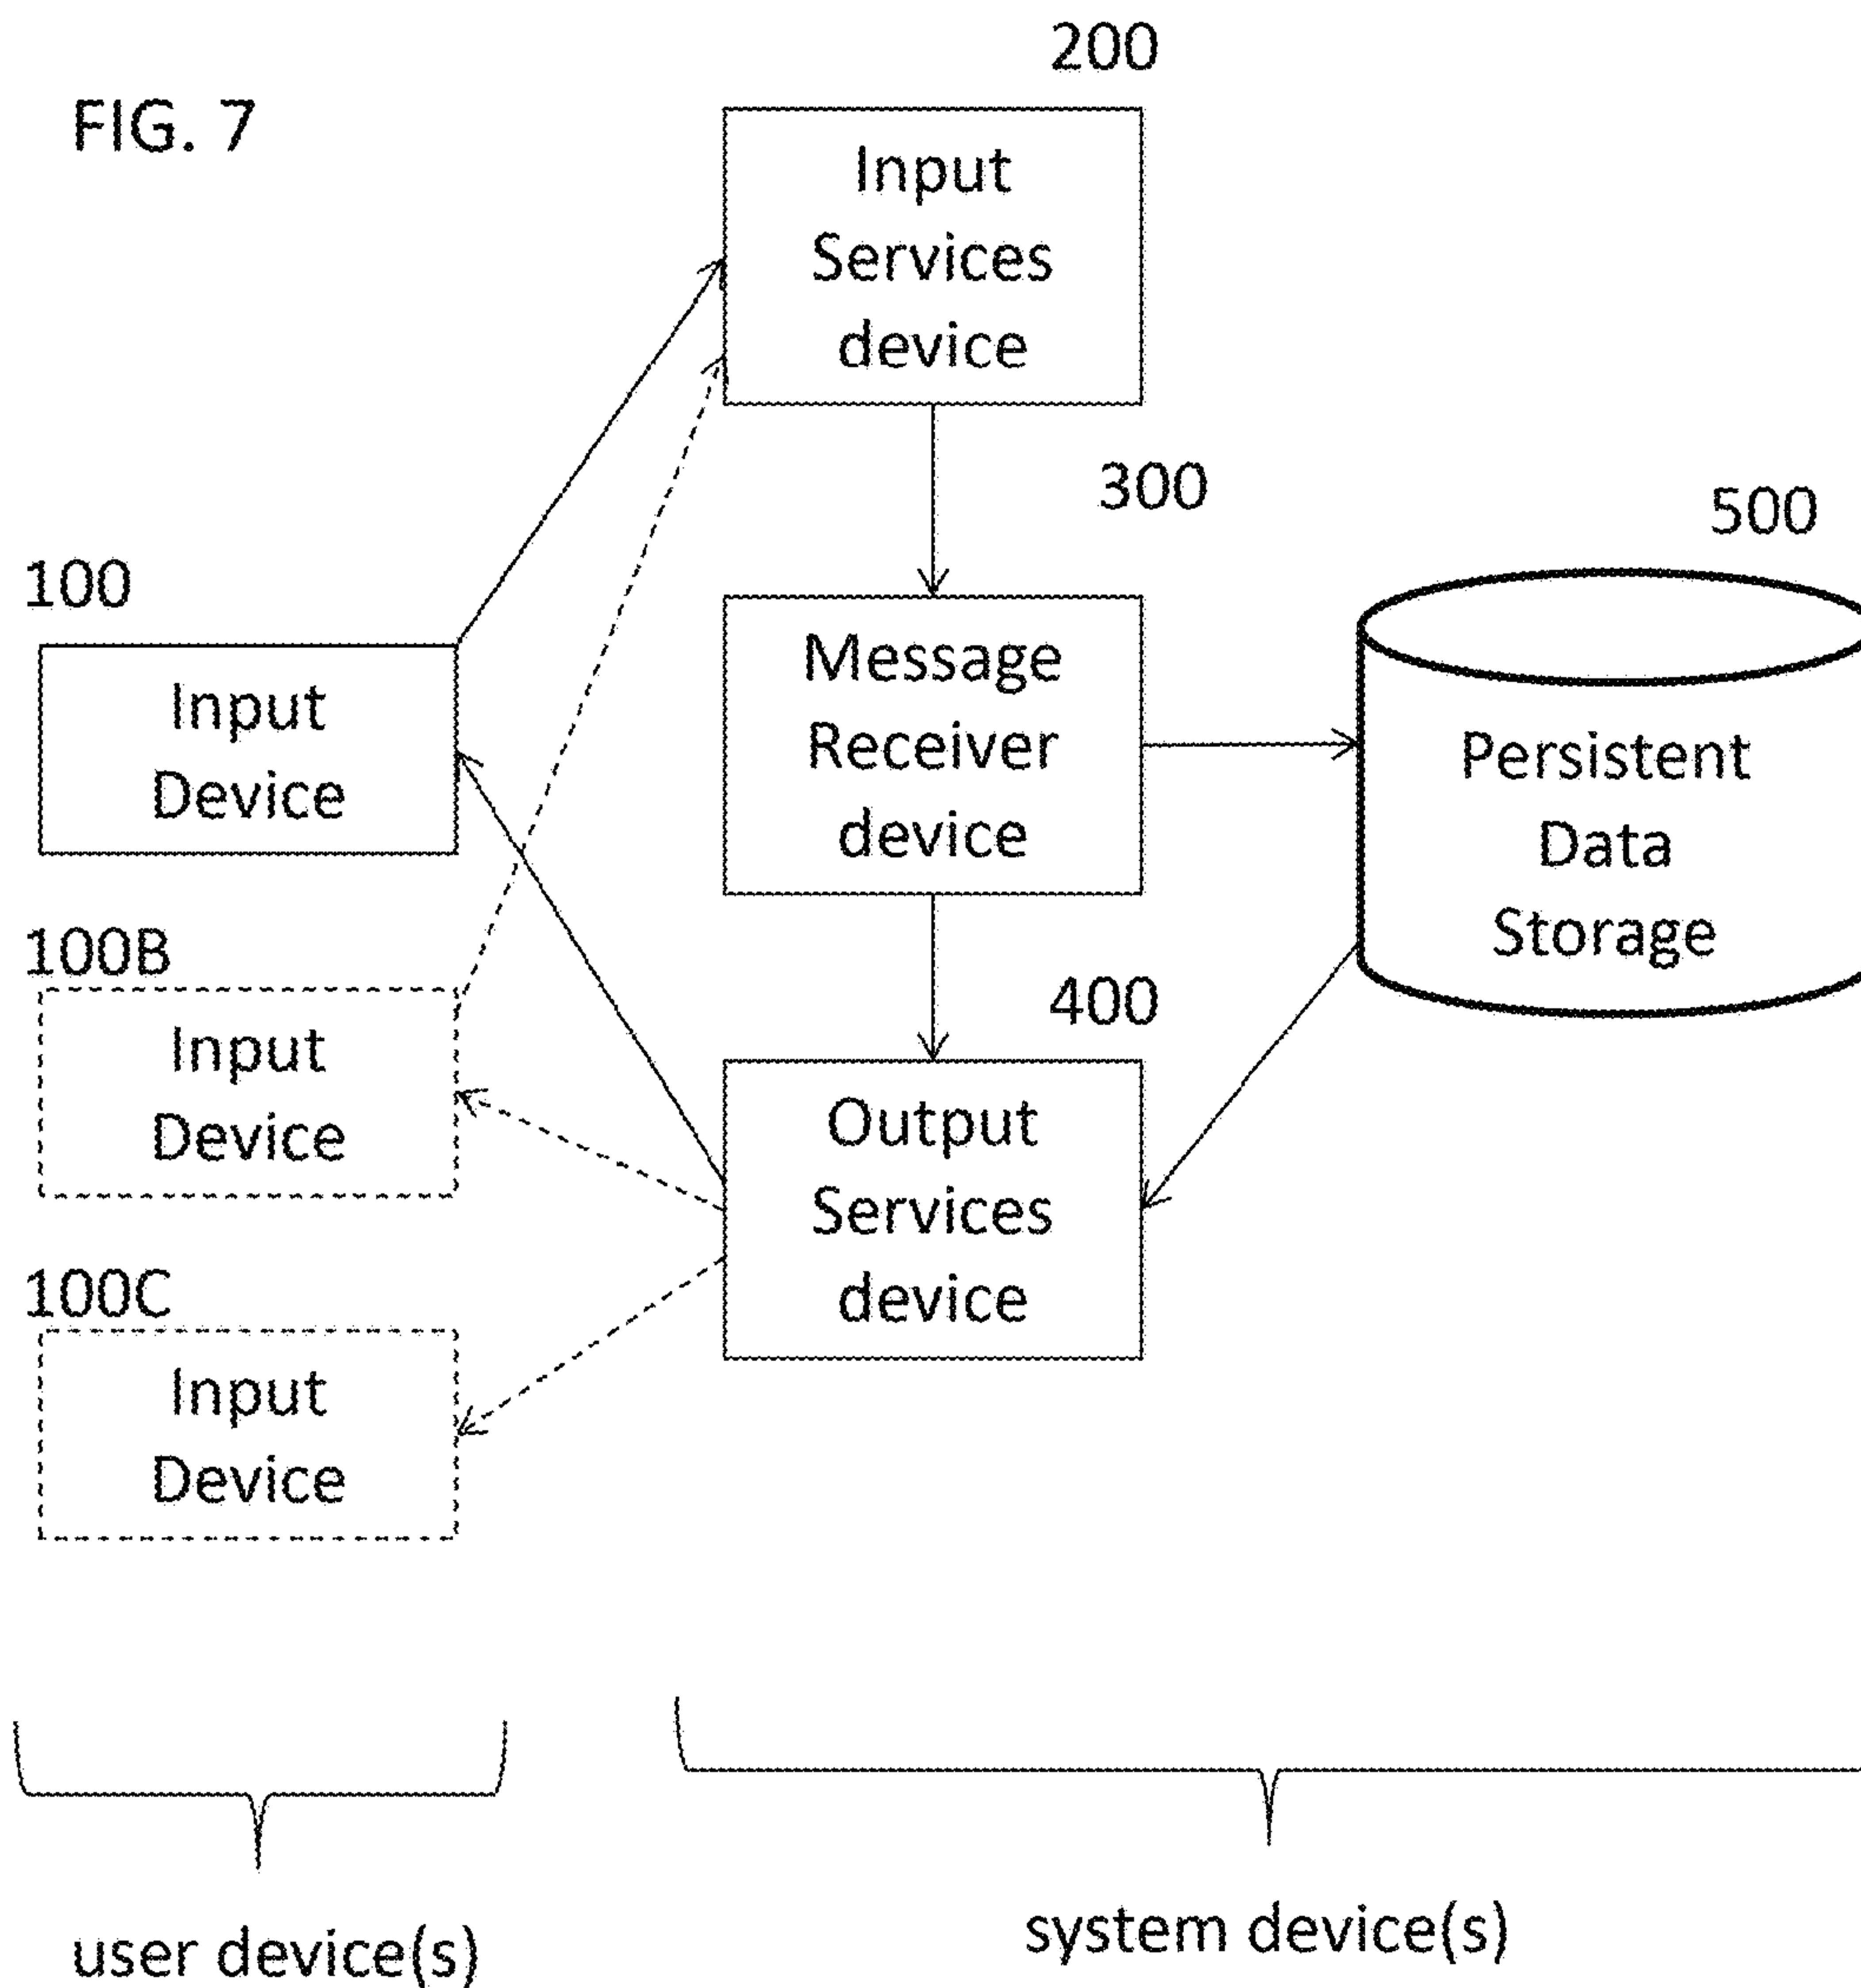 FIG. 7
200
Input
Services
device
300
500
100
Input
Device
Message
Receiver
device
Persistent
Data
Storage
100B
Input
Device
400
Output
Services
device
100C
Input
Device
user device(s)
system device(s)